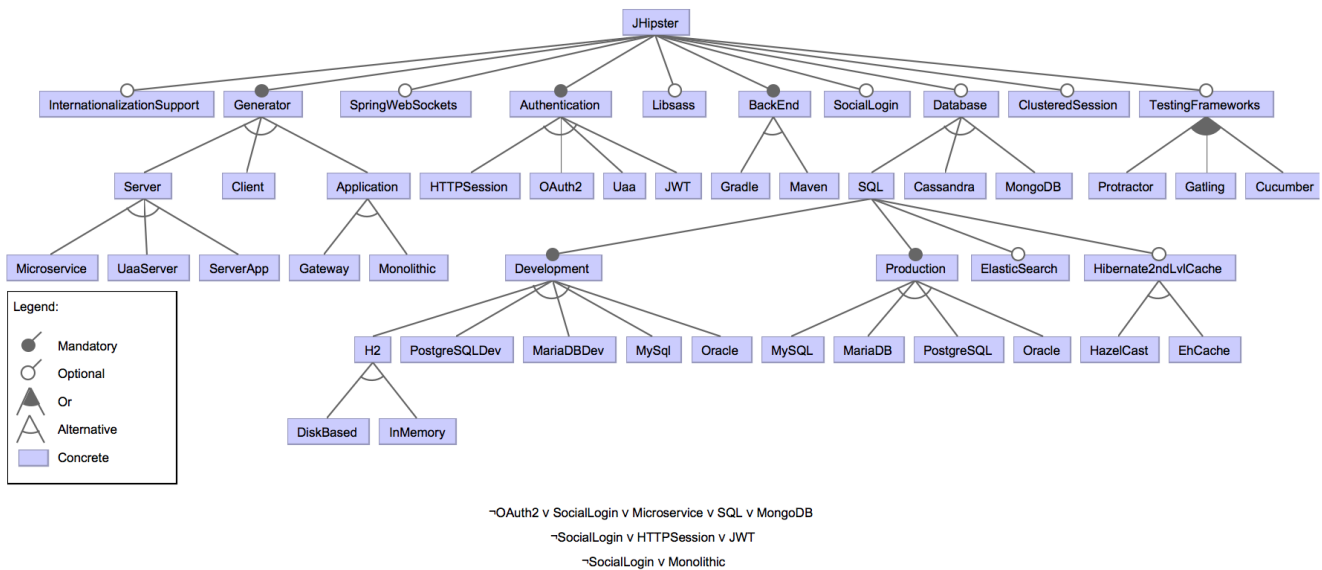 JHipster
InternationalizationSupport Generator SpringWebSockets Authentication Libsass BackEnd SocialLogin Database ClusteredSession TestingFrameworks
Server Client Application HTTPSession OAuth2 Uaa JWT Gradle Maven SQL Cassandra MongoDB Protractor Gatling Cucumber
Microservice UaaServer ServerApp Gateway Monolithic Development Production ElasticSearch Hibernate2ndLvlCache
Legend:
Mandatory
Optional
Or
Alternative
Concrete
H2 PostgreSQLDev MariaDBDev MySql Oracle MySQL MariaDB PostgreSQL Oracle HazelCast EhCache
DiskBased InMemory
¬OAuth2 ∨ SocialLogin ∨ Microservice ∨ SQL ∨ MongoDB
¬SocialLogin ∨ HTTPSession ∨ JWT
¬SocialLogin ∨ Monolithic